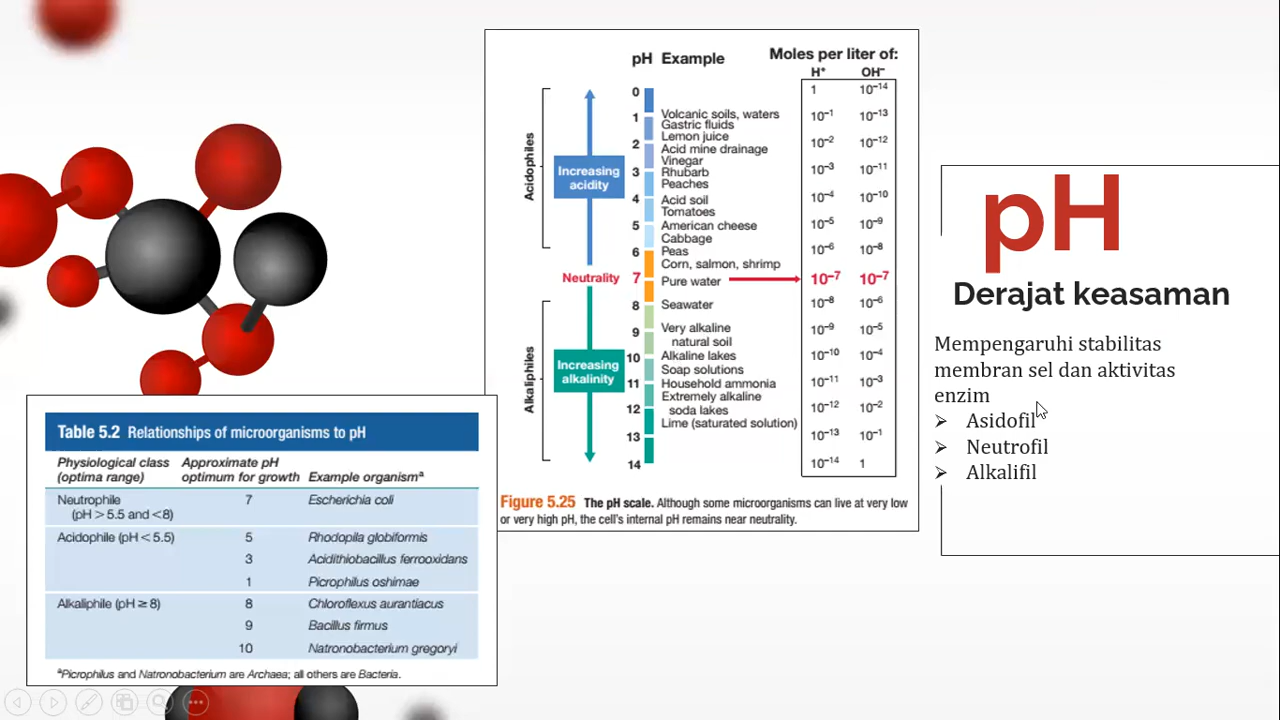 pH Example Moles per liter of:
H⁺ OH⁻
0 1 10⁻¹⁴
1 Volcanic soils, waters 10⁻¹ 10⁻¹³
Gastric fluids
Lemon juice
2 Acid mine drainage 10⁻² 10⁻¹²
Vinegar
3 Rhubarb 10⁻³ 10⁻¹¹
Peaches
4 Acid soil 10⁻⁴ 10⁻¹⁰
Tomatoes
5 American cheese 10⁻⁵ 10⁻⁹
Cabbage
6 Peas 10⁻⁶ 10⁻⁸
Corn, salmon, shrimp
Neutrality 7 Pure water 10⁻⁷ 10⁻⁷
8 Seawater 10⁻⁸ 10⁻⁶
9 Very alkaline 10⁻⁹ 10⁻⁵
natural soil
10 Alkaline lakes 10⁻¹⁰ 10⁻⁴
Soap solutions
11 Household ammonia 10⁻¹¹ 10⁻³
Extremely alkaline
12 soda lakes 10⁻¹² 10⁻²
Lime (saturated solution)
13 10⁻¹³ 10⁻¹
14 10⁻¹⁴ 1
Acidophiles
Increasing
acidity
Alkaliphiles
Increasing
alkalinity
Figure 5.25 The pH scale. Although some microorganisms can live at very low
or very high pH, the cell's internal pH remains near neutrality.
pH
Derajat keasaman
Mempengaruhi stabilitas
membran sel dan aktivitas
enzim
➢ Asidofil
➢ Neutrofil
➢ Alkalifil
Table 5.2 Relationships of microorganisms to pH
Physiological class Approximate pH
(optima range) optimum for growth Example organismᵃ
Neutrophile 7 Escherichia coli
(pH > 5.5 and <8)
Acidophile (pH < 5.5) 5 Rhodopila globiformis
3 Acidithiobacillus ferrooxidans
1 Picrophilus oshimae
Alkaliphile (pH ≥ 8) 8 Chloroflexus aurantiacus
9 Bacillus firmus
10 Natronobacterium gregoryi
ᵃPicrophilus and Natronobacterium are Archaea; all others are Bacteria.